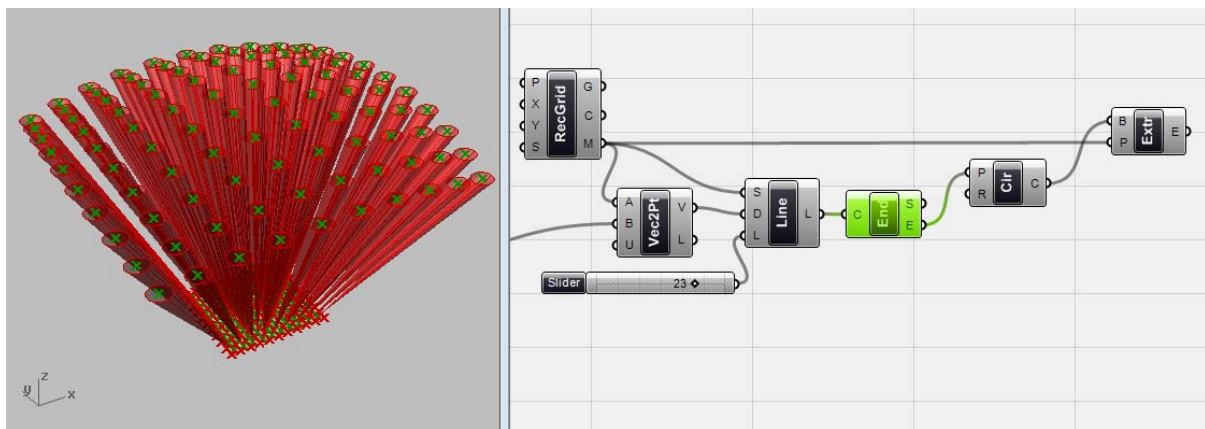 P
X
Y
S
RecGrid
G
C
M
A
B
U
Vec2Pt
V
L
Slider
23
S
D
L
Line
L
C
End
S
E
P
R
Cir
C
B
P
Extr
E
z
y
x